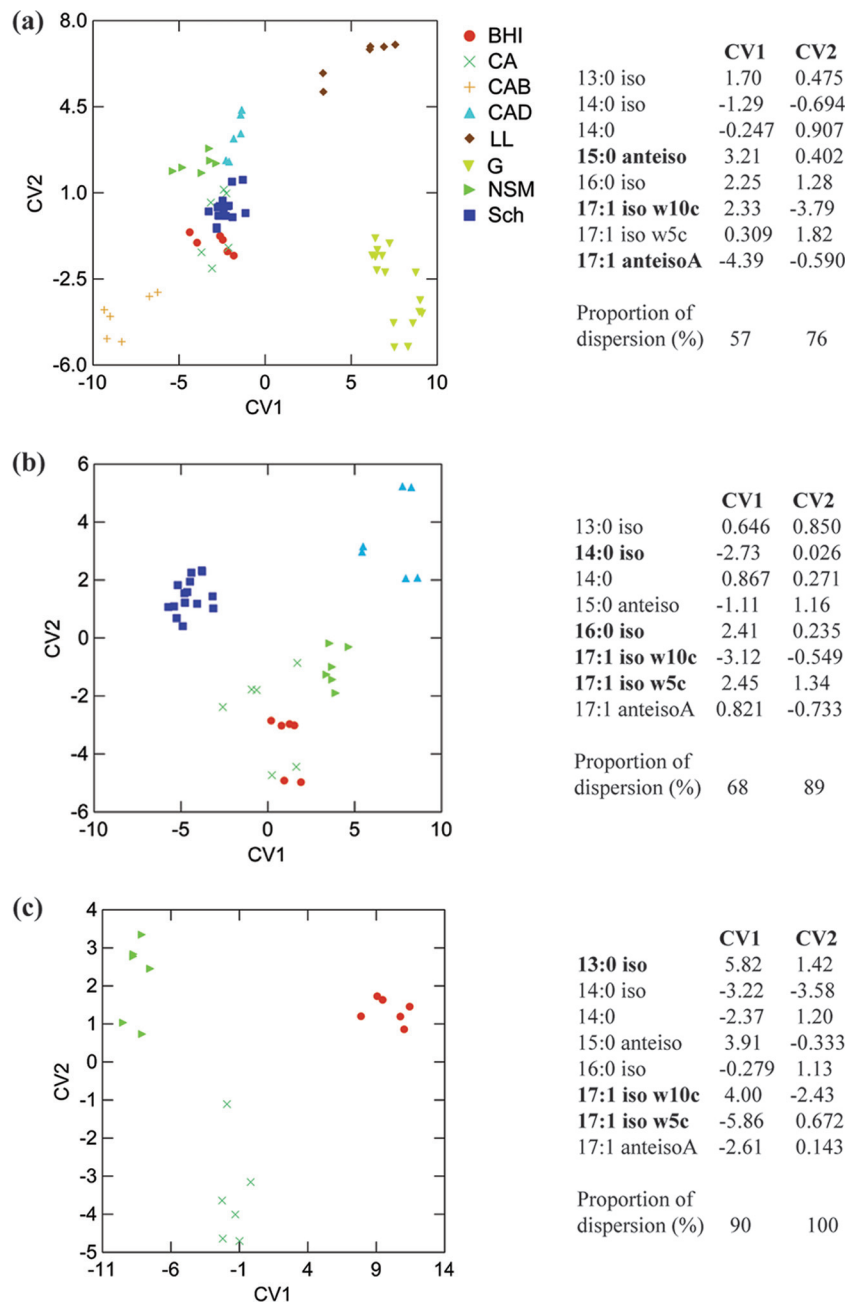 (a)
8.0
4.5
1.0
-2.5
-6.0
CV2
-10 -5 0 5 10
CV1
BHI
CA
CAB
CAD
LL
G
NSM
Sch
CV1 CV2
13:0 iso 1.70 0.475
14:0 iso -1.29 -0.694
14:0 -0.247 0.907
15:0 anteiso 3.21 0.402
16:0 iso 2.25 1.28
17:1 iso w10c 2.33 -3.79
17:1 iso w5c 0.309 1.82
17:1 anteisoA -4.39 -0.590
Proportion of
dispersion (%) 57 76
(b)
6
4
2
0
-2
-4
-6
CV2
-10 -5 0 5 10
CV1
CV1 CV2
13:0 iso 0.646 0.850
14:0 iso -2.73 0.026
14:0 0.867 0.271
15:0 anteiso -1.11 1.16
16:0 iso 2.41 0.235
17:1 iso w10c -3.12 -0.549
17:1 iso w5c 2.45 1.34
17:1 anteisoA 0.821 -0.733
Proportion of
dispersion (%) 68 89
(c)
4
3
2
1
0
-1
-2
-3
-4
-5
CV2
-11 -6 -1 4 9 14
CV1
CV1 CV2
13:0 iso 5.82 1.42
14:0 iso -3.22 -3.58
14:0 -2.37 1.20
15:0 anteiso 3.91 -0.333
16:0 iso -0.279 1.13
17:1 iso w10c 4.00 -2.43
17:1 iso w5c -5.86 0.672
17:1 anteisoA -2.61 0.143
Proportion of
dispersion (%) 90 100